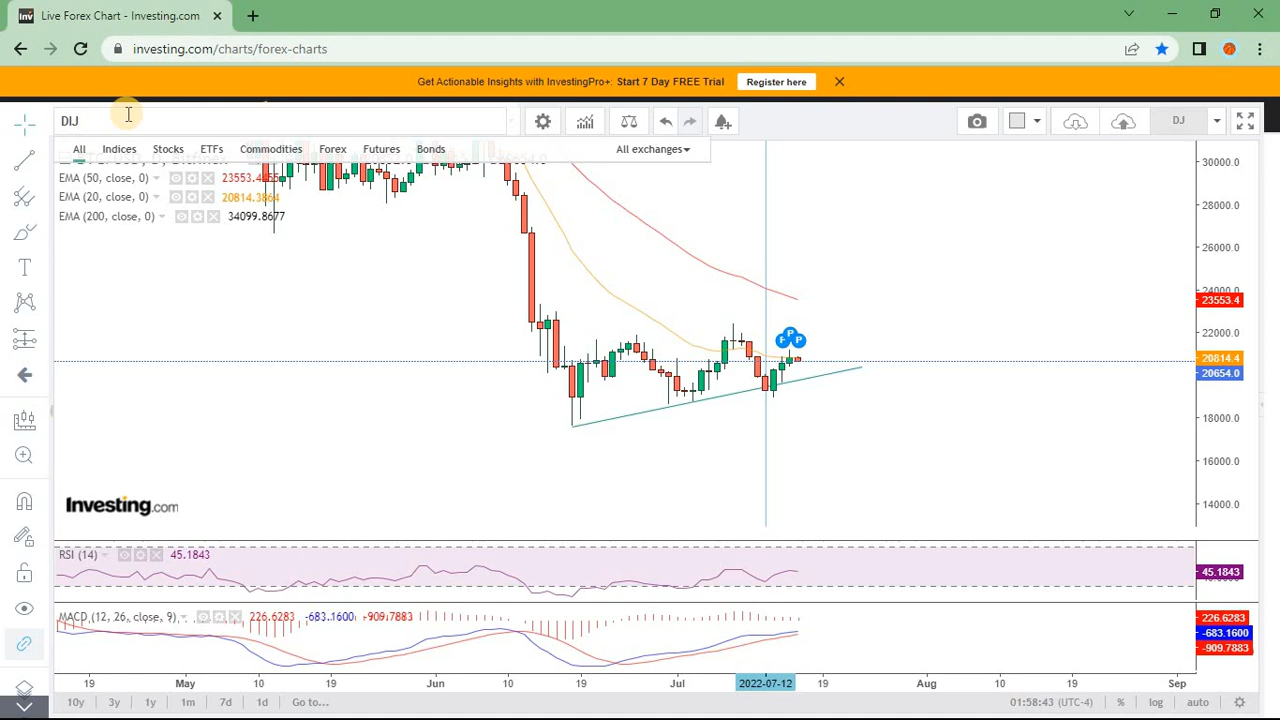 Live Forex Chart - Investing.com
investing.com/charts/forex-charts
Get Actionable Insights with InvestingPro+: Start 7 Day FREE Trial Register here
DIJ
DJ
All Indices Stocks ETFs Commodities Forex Futures Bonds All exchanges
EMA (50, close, 0) 23553.4455
EMA (20, close, 0) 20814.3864
EMA (200, close, 0) 34099.8677
30000.0
28000.0
26000.0
24000.0
23553.4
22000.0
20814.4
20654.0
18000.0
16000.0
14000.0
P
P
Investing.com
RSI (14) 45.1843
45.1843
MACD (12, 26, close, 9) 226.6283 -683.1600 -909.7883
226.6283
-683.1600
-909.7883
19 May 10 19 Jun 10 Jul 2022-07-12 19 Aug 10 19 Sep
10y 3y 1y 1m 7d 1d Go to... 01:58:43 (UTC-4) % log auto